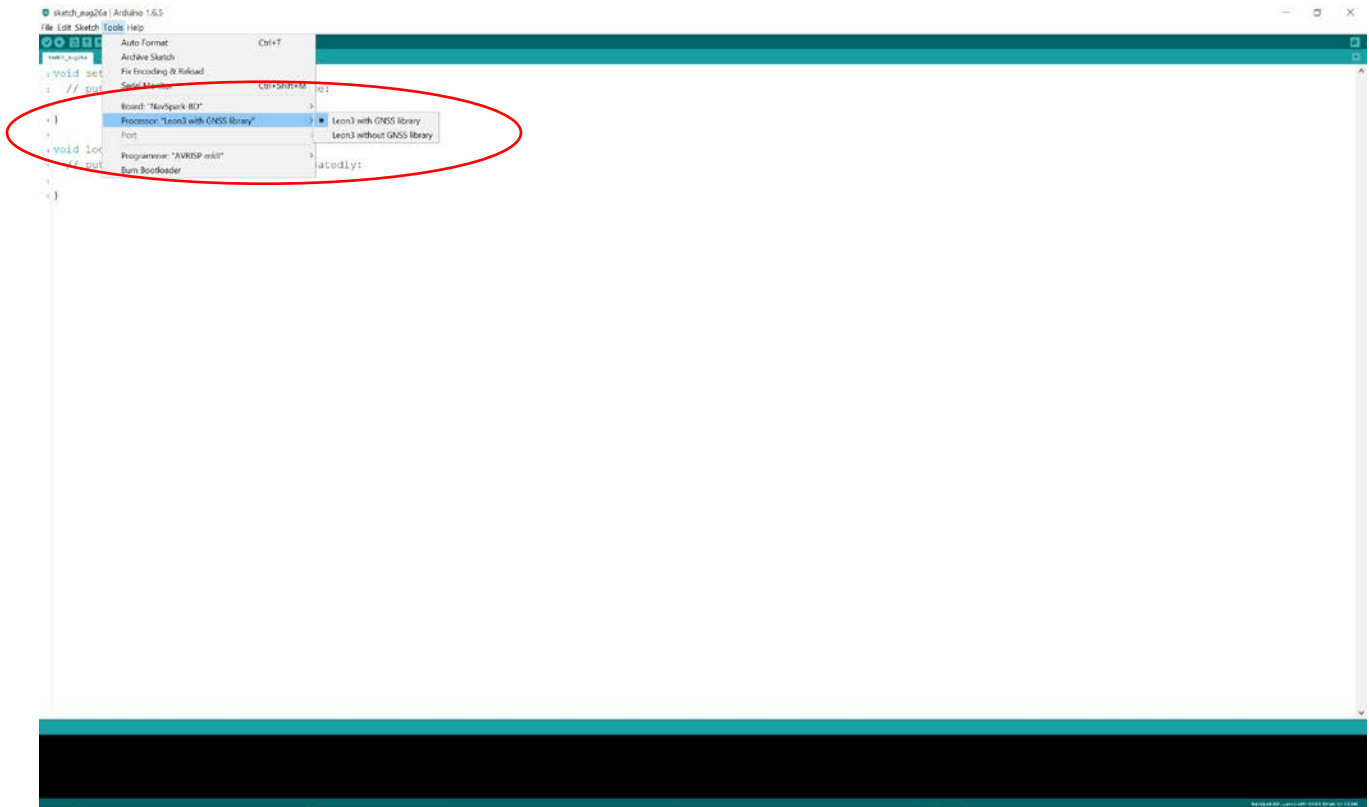 sketch_aug26a | Arduino 1.6.5
File Edit Sketch Tools Help
sketch_aug26a
Auto Format Ctrl+T
Archive Sketch
void set
Fix Encoding & Reload
// put
Serial Monitor Ctrl+Shift+M
re:
Board: "NavSpark-BD"
}
Processor: "Leon3 with GNSS library"
Leon3 with GNSS library
Port
Leon3 without GNSS library
void loo
Programmer: "AVRISP mkII"
// put
atedly:
Burn Bootloader
}